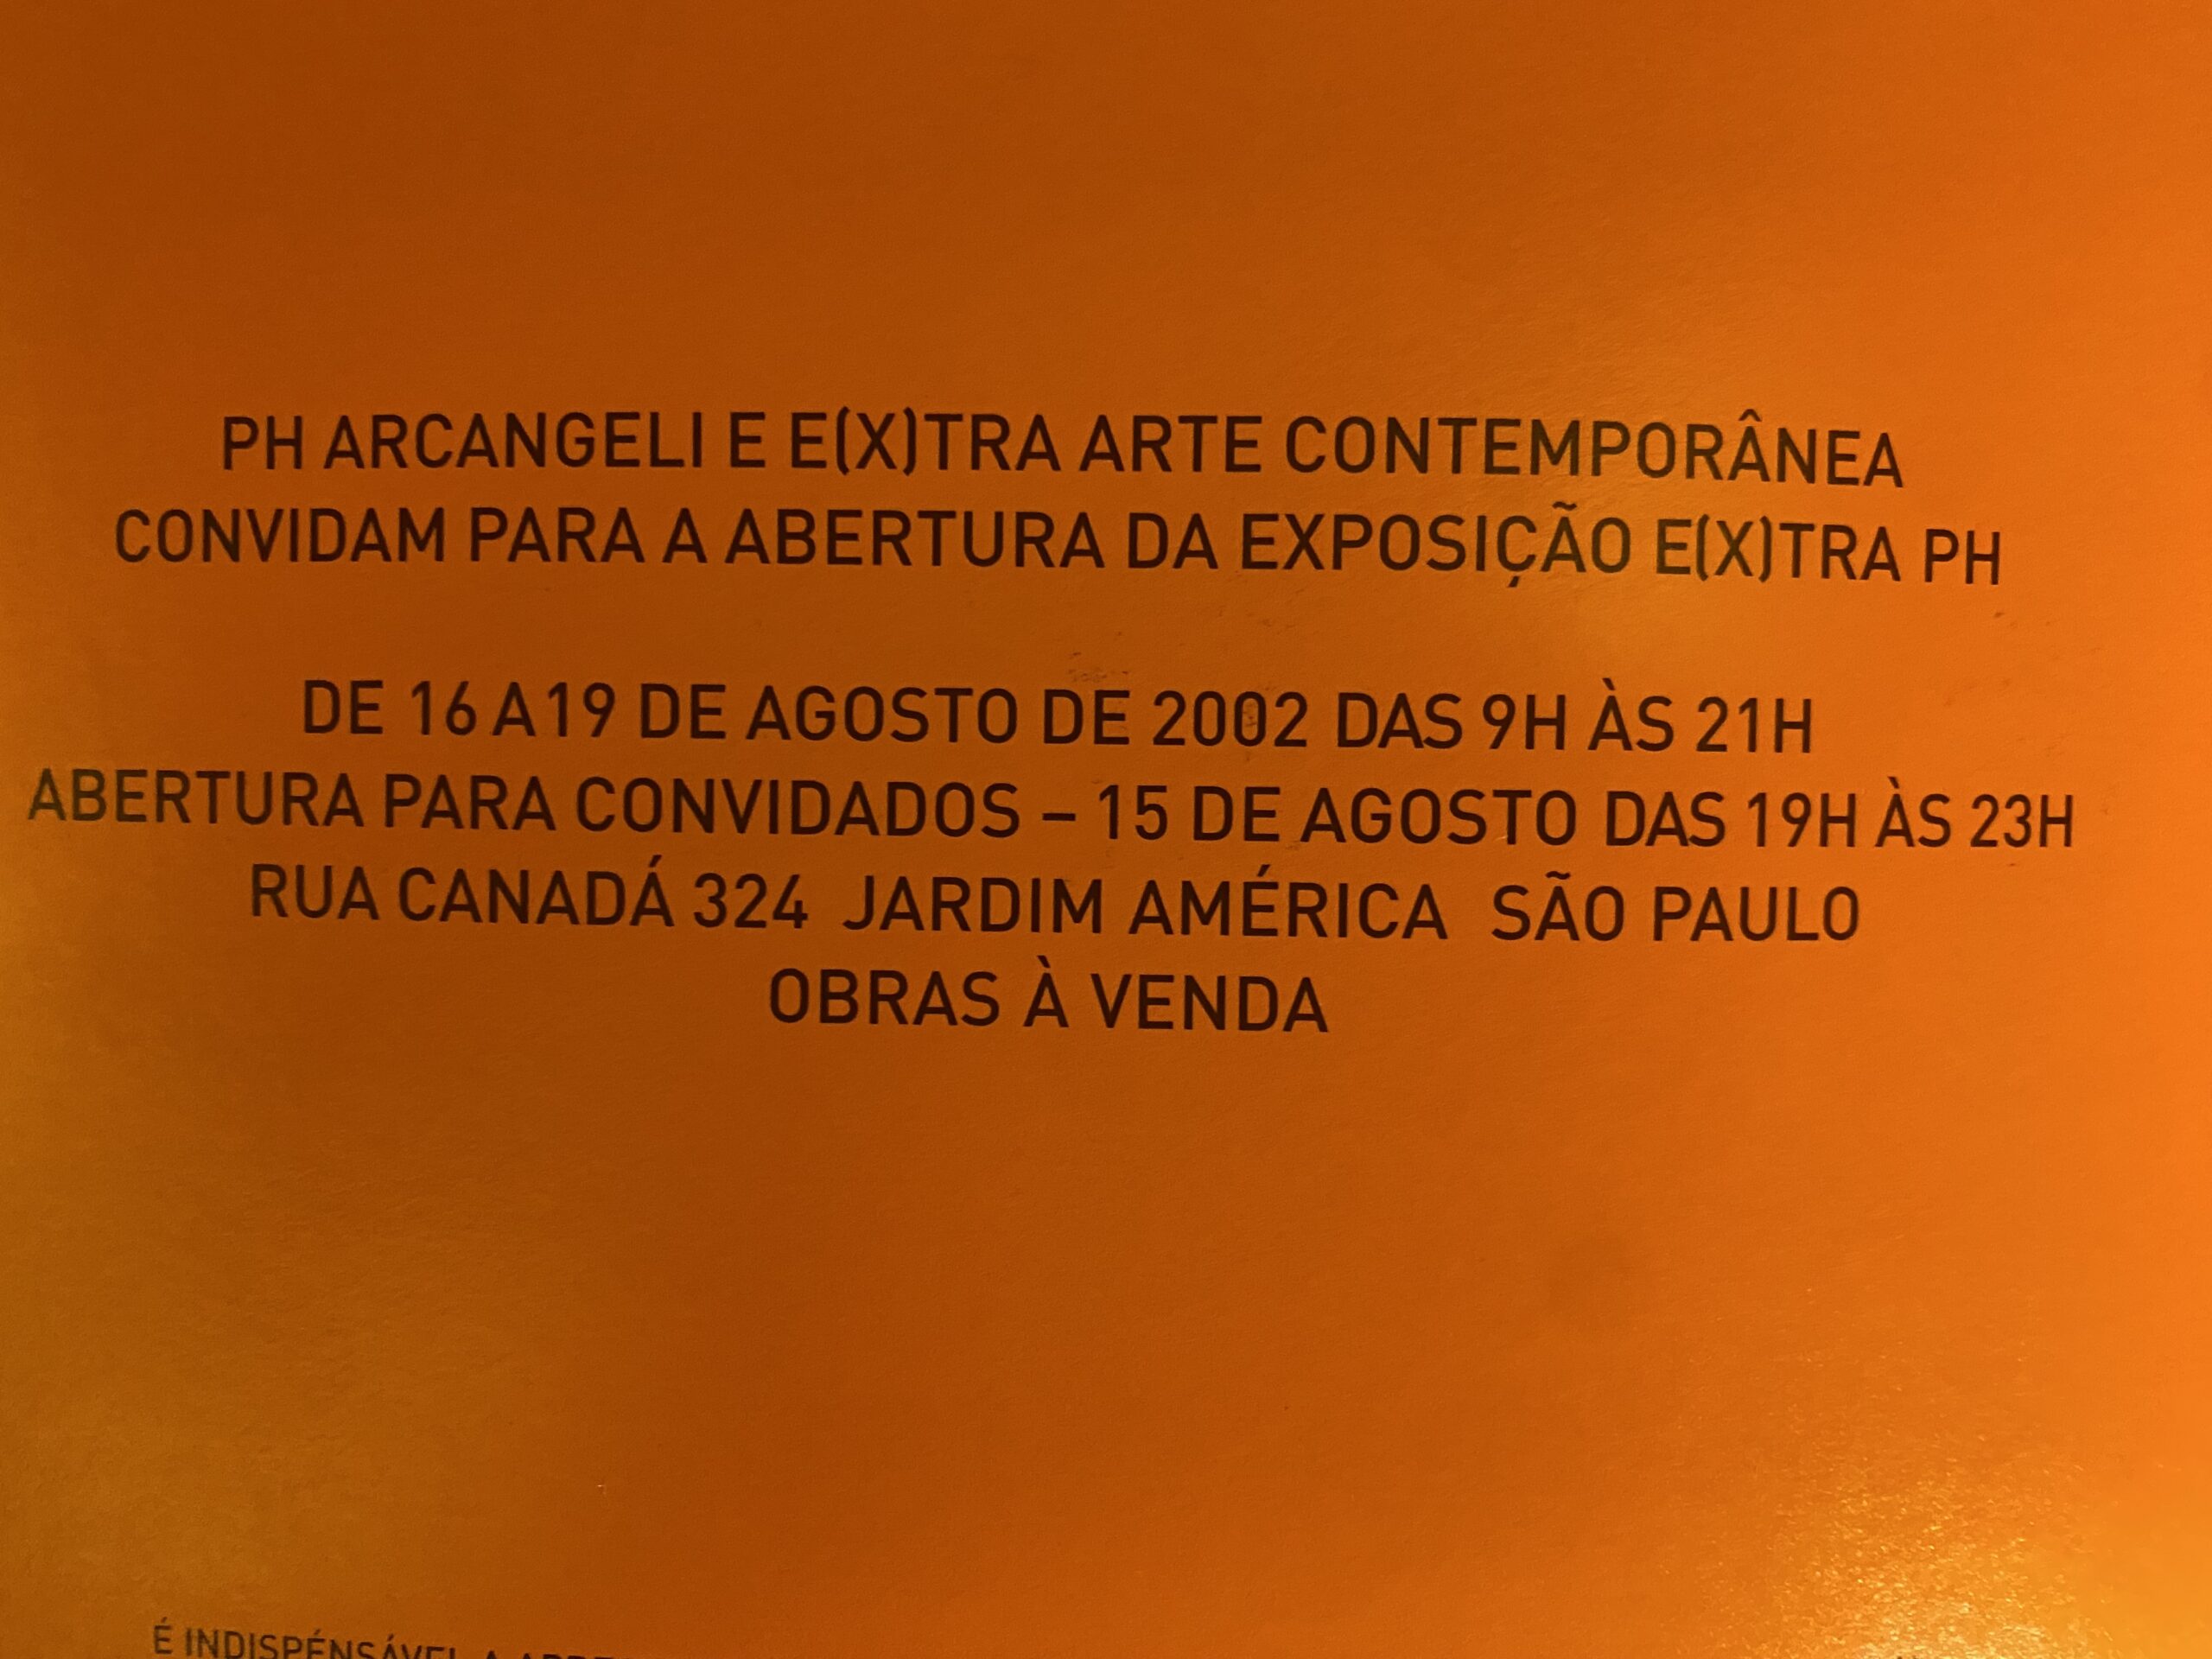 PH ARCANGELI E E(X)TRA ARTE CONTEMPORÂNEA
CONVIDAM PARA A ABERTURA DA EXPOSIÇÃO E(X)TRA PH
DE 16 A19 DE AGOSTO DE 2002 DAS 9H ÀS 21H
ABERTURA PARA CONVIDADOS – 15 DE AGOSTO DAS 19H ÀS 23H
RUA CANADÁ 324 JARDIM AMÉRICA SÃO PAULO
OBRAS À VENDA
É INDISPÉNSÁVEL A